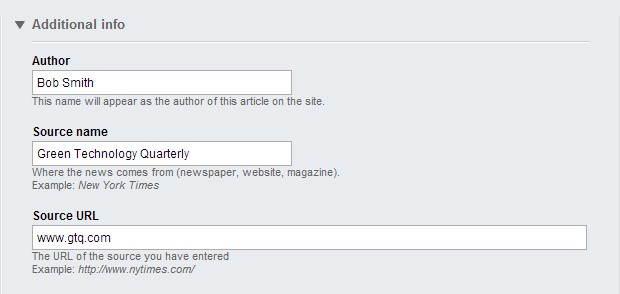 Additional info
Author
Bob Smith
This name will appear as the author of this article on the site.
Source name
Green Technology Quarterly
Where the news comes from (newspaper, website, magazine).
Example: New York Times
Source URL
www.gtq.com
The URL of the source you have entered
Example: http://www.nytimes.com/